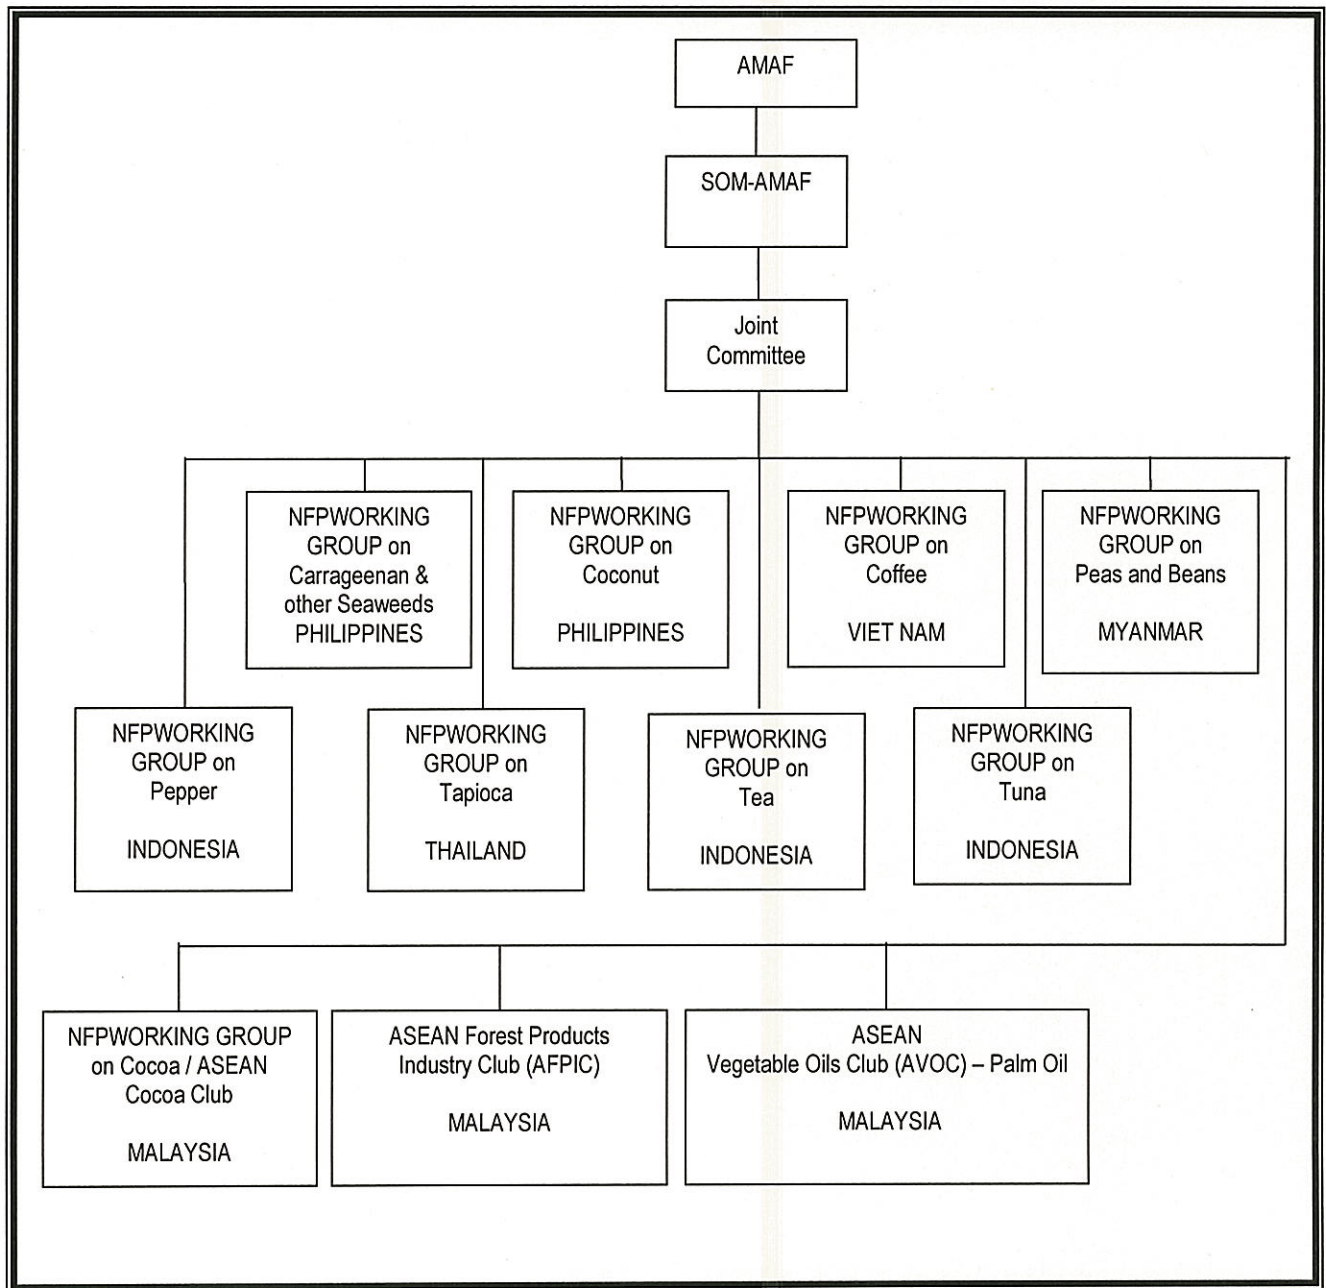 AMAF
SOM-AMAF
Joint
Committee
NFPWORKING
GROUP on
Carrageenan &
other Seaweeds
PHILIPPINES
NFPWORKING
GROUP on
Coconut
PHILIPPINES
NFPWORKING
GROUP on
Coffee
VIET NAM
NFPWORKING
GROUP on
Peas and Beans
MYANMAR
NFPWORKING
GROUP on
Pepper
INDONESIA
NFPWORKING
GROUP on
Tapioca
THAILAND
NFPWORKING
GROUP on
Tea
INDONESIA
NFPWORKING
GROUP on
Tuna
INDONESIA
NFPWORKING GROUP
on Cocoa / ASEAN
Cocoa Club
MALAYSIA
ASEAN Forest Products
Industry Club (AFPIC)
MALAYSIA
ASEAN
Vegetable Oils Club (AVOC) – Palm Oil
MALAYSIA